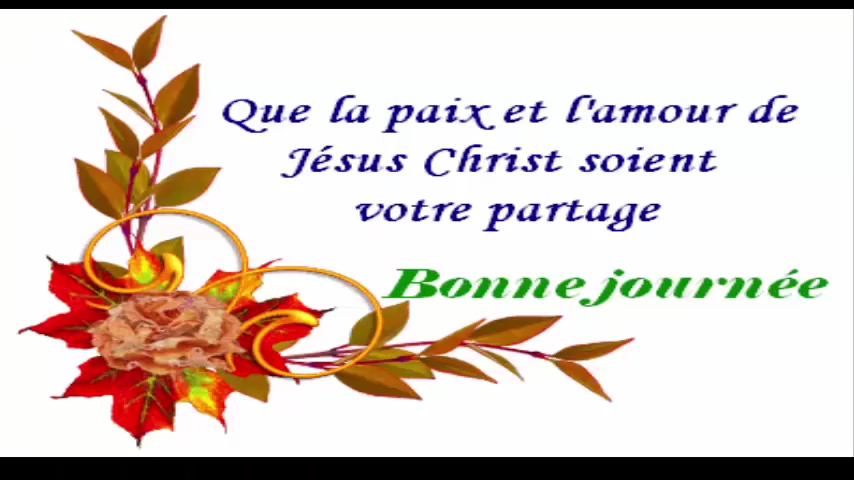 Que la paix et l'amour de
Jésus Christ soient
votre partage
Bonne journée